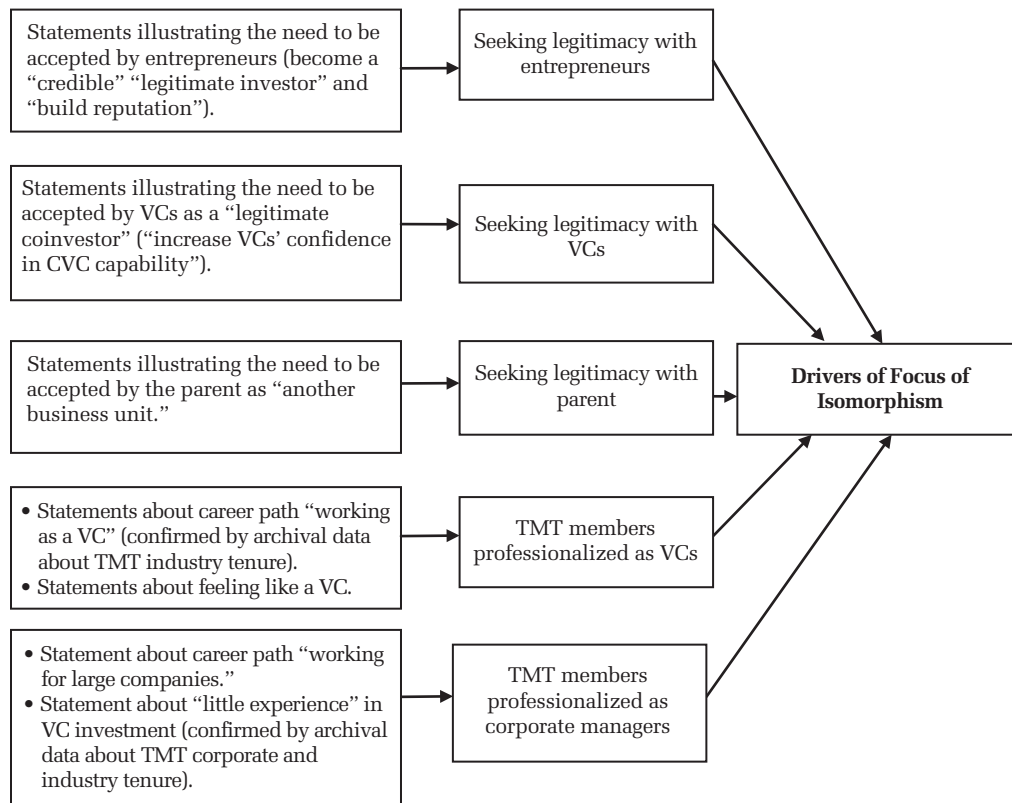 Statements illustrating the need to be
accepted by entrepreneurs (become a
“credible” “legitimate investor” and
“build reputation”).
Seeking legitimacy with
entrepreneurs
Statements illustrating the need to be
accepted by VCs as a “legitimate
coinvestor” (“increase VCs’ confidence
in CVC capability”).
Seeking legitimacy with
VCs
Statements illustrating the need to be
accepted by the parent as “another
business unit.”
Seeking legitimacy with
parent
Drivers of Focus of
Isomorphism
• Statements about career path “working
as a VC” (confirmed by archival data
about TMT industry tenure).
• Statements about feeling like a VC.
TMT members
professionalized as VCs
• Statement about career path “working
for large companies.”
• Statement about “little experience” in
VC investment (confirmed by archival
data about TMT corporate and
industry tenure).
TMT members
professionalized as
corporate managers